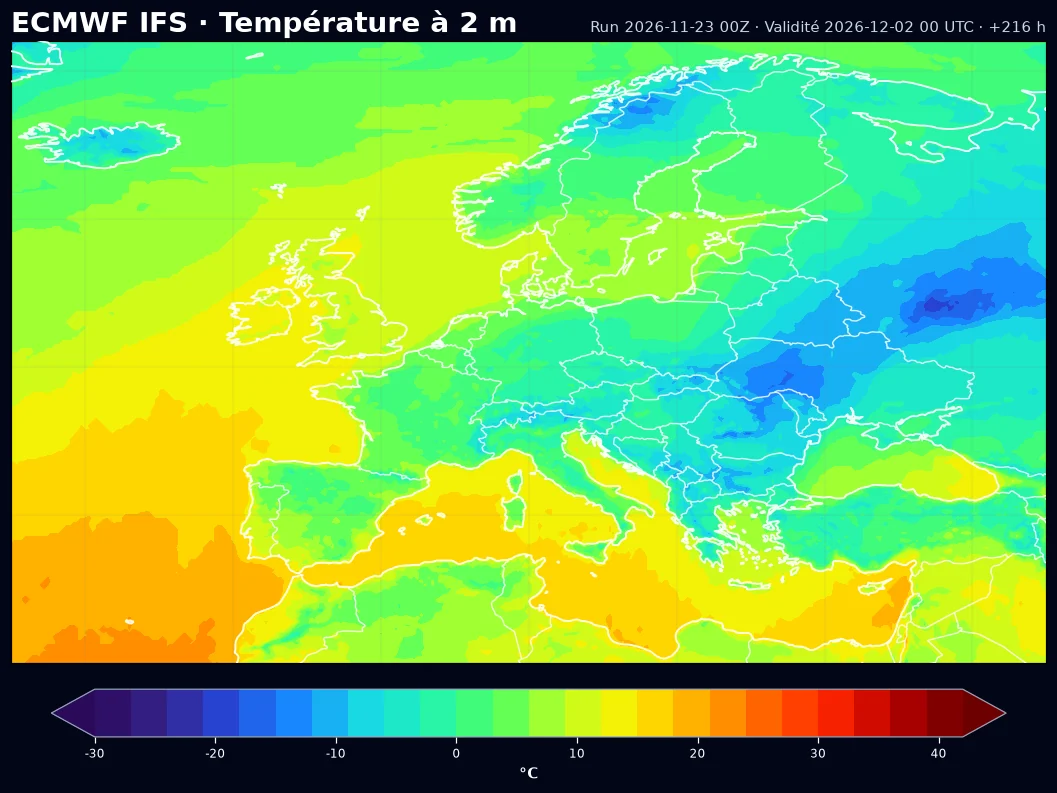 ECMWF IFS · Température à 2 m
Run 2026-11-23 00Z · Validité 2026-12-02 00 UTC · +216 h
-30 -20 -10 0 10 20 30 40
°C